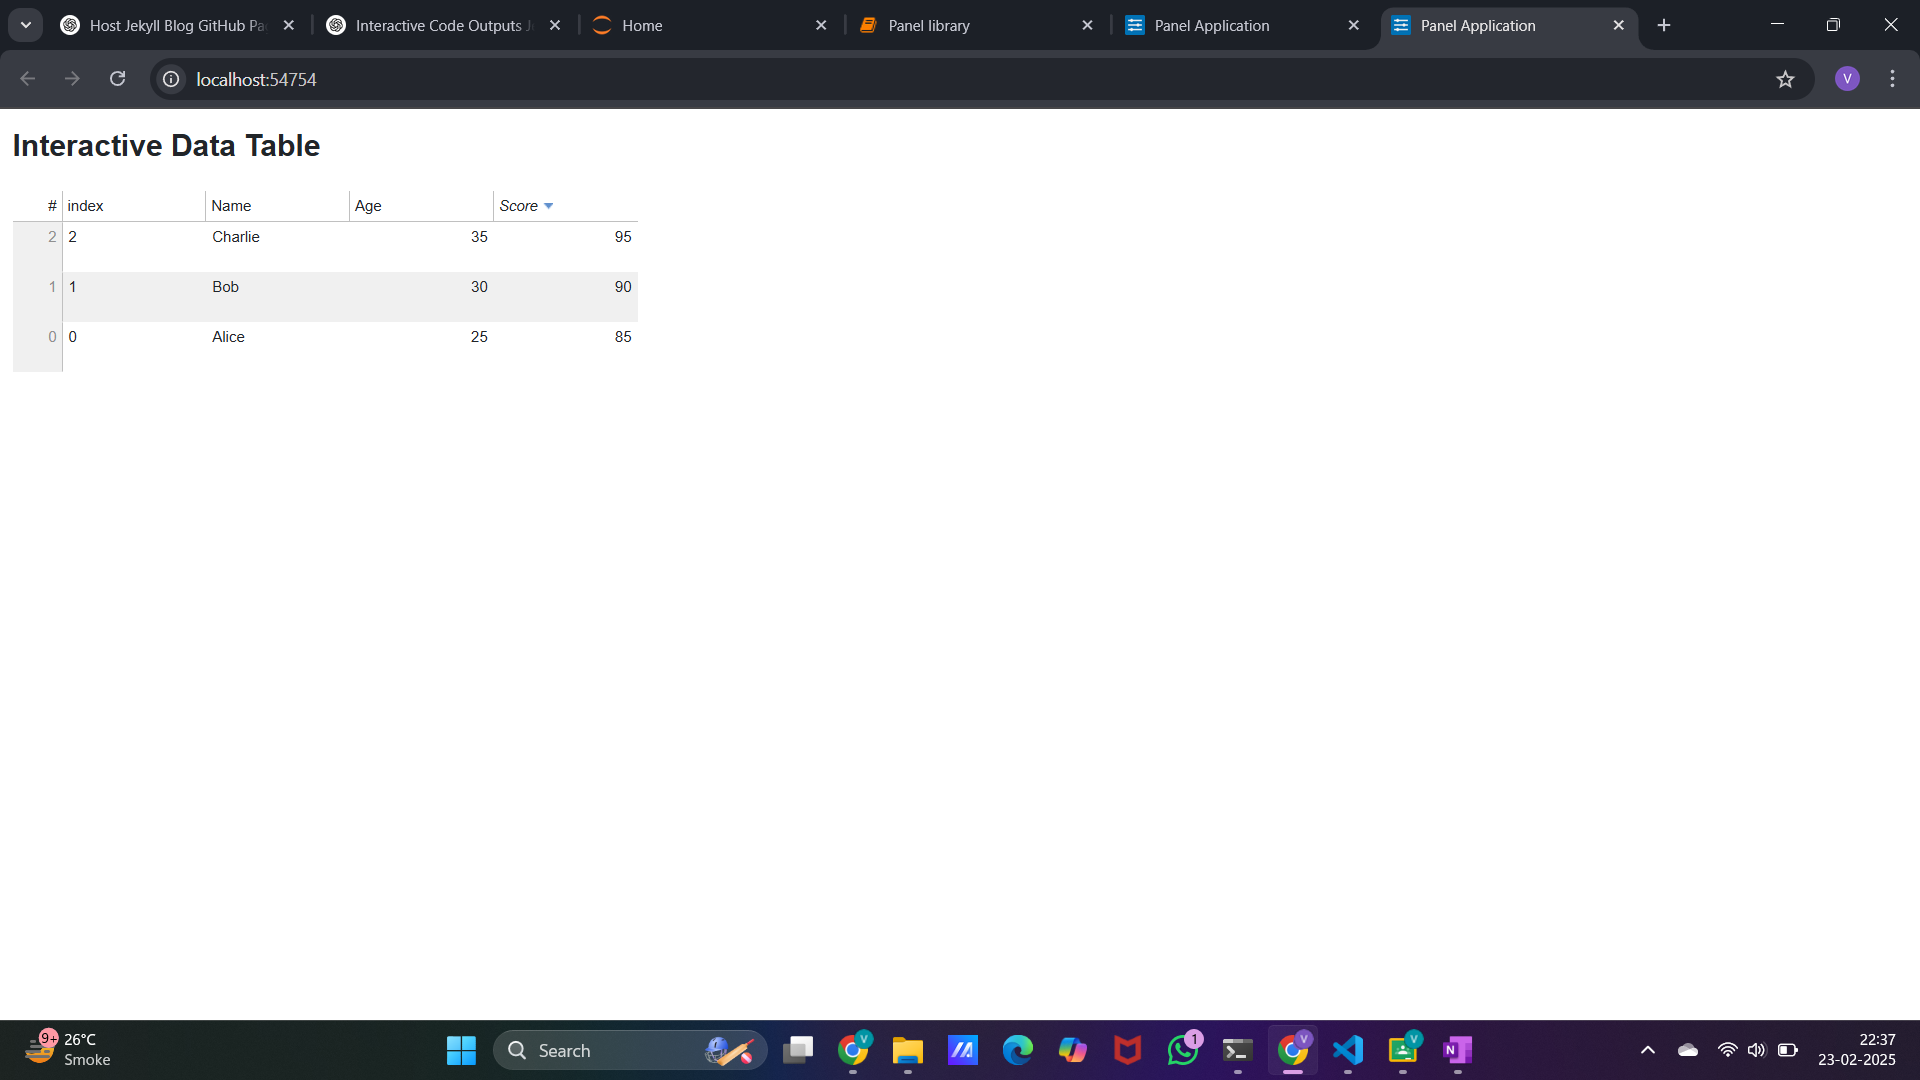 Host Jekyll Blog GitHub Pa
Interactive Code Outputs J
Home
Panel library
Panel Application
Panel Application
localhost:54754
V
Interactive Data Table
# index Name Age Score
2 2 Charlie 35 95
1 1 Bob 30 90
0 0 Alice 25 85
9+
26°C
Smoke
Search
V
1
V
V
N
22:37
23-02-2025